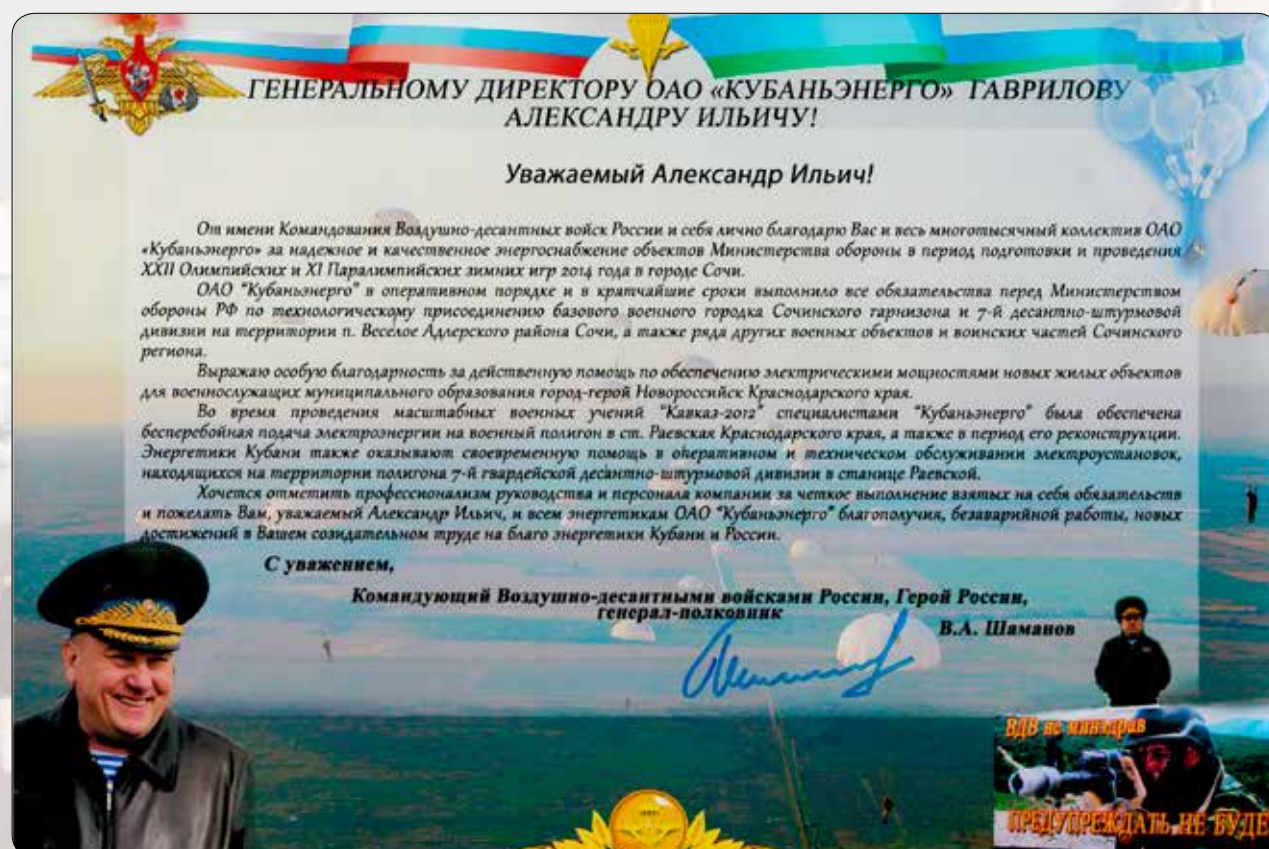 ГЕНЕРАЛЬНОМУ ДИРЕКТОРУ ОАО «КУБАНЬЭНЕРГО» ГАВРИЛОВУ
АЛЕКСАНДРУ ИЛЬИЧУ!
Уважаемый Александр Ильич!
От имени Командования Воздушно-десантных войск России и себя лично благодарю Вас и весь многотысячный коллектив ОАО
«Кубаньэнерго» за надежное и качественное энергоснабжение объектов Министерства обороны в период подготовки и проведения
XXII Олимпийских и XI Паралимпийских зимних игр 2014 года в городе Сочи.
ОАО "Кубаньэнерго" в оперативном порядке и в кратчайшие сроки выполнило все обязательства перед Министерством
обороны РФ по технологическому присоединению базового военного городка Сочинского гарнизона и 7-й десантно-штурмовой
дивизии на территории п. Веселое Адлерского района Сочи, а также ряда других военных объектов и воинских частей Сочинского
региона.
Выражаю особую благодарность за действенную помощь по обеспечению электрическими мощностями новых жилых объектов
для военнослужащих муниципального образования город-герой Новороссийск Краснодарского края.
Во время проведения масштабных военных учений "Кавказ-2012" специалистами "Кубаньэнерго" была обеспечена
бесперебойная подача электроэнергии на военный полигон в ст. Раевская Краснодарского края, а также в период его реконструкции.
Энергетики Кубани также оказывают своевременную помощь в оперативном и техническом обслуживании электроустановок,
находящихся на территории полигона 7-й гвардейской десантно-штурмовой дивизии в станице Раевской.
Хочется отметить профессионализм руководства и персонала компании за четкое выполнение взятых на себя обязательств
и пожелать Вам, уважаемый Александр Ильич, и всем энергетикам ОАО "Кубаньэнерго" благополучия, безаварийной работы, новых
достижений в Вашем созидательном труде на благо энергетики Кубани и России.
С уважением,
Командующий Воздушно-десантными войсками России, Герой России,
генерал-полковник
В.А. Шаманов
ВДВ не минздрав
ПРЕДУПРЕЖДАТЬ НЕ БУДЕ